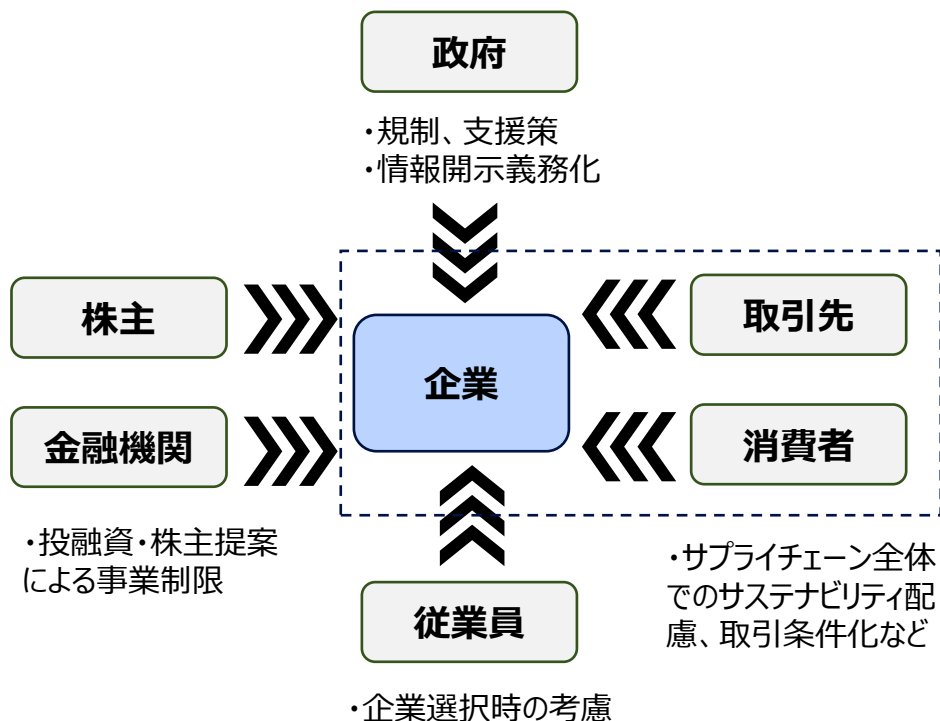 政府
・規制、支援策
・情報開示義務化
株主
取引先
企業
金融機関
消費者
・投融資・株主提案
による事業制限
・サプライチェーン全体
でのサステナビリティ配
慮、取引条件化など
従業員
・企業選択時の考慮